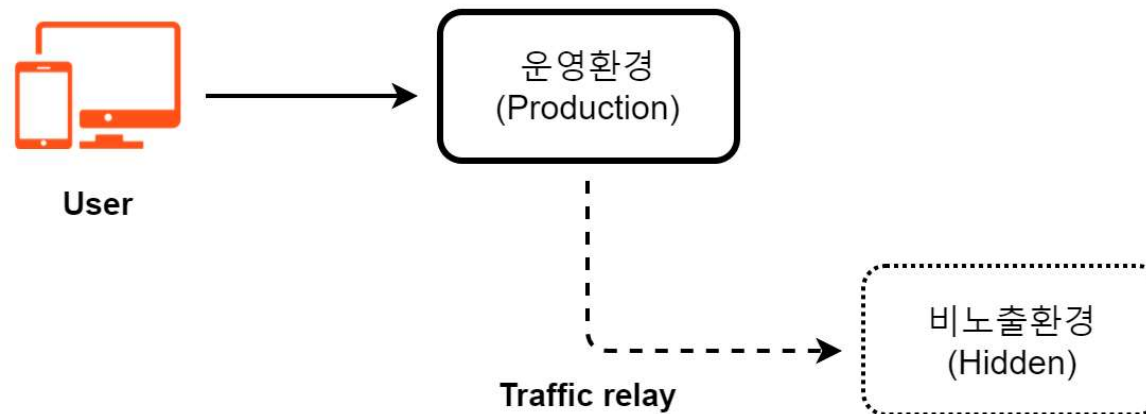 운영환경
(Production)
User
비노출환경
(Hidden)
Traffic relay